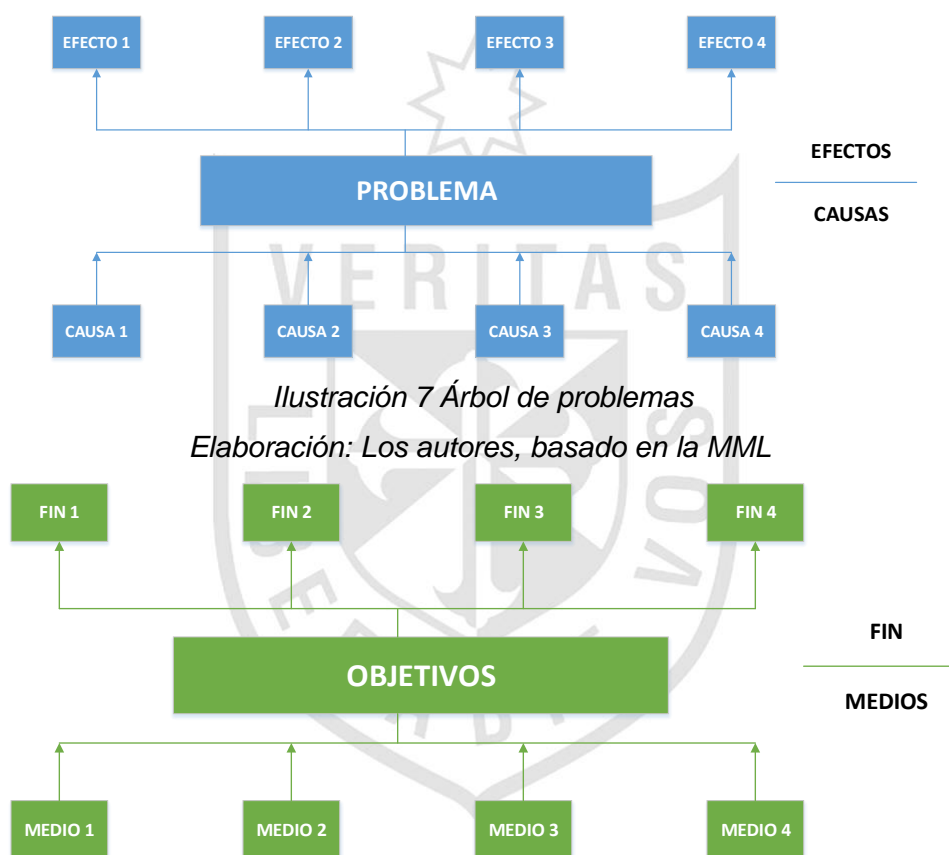 EFECTO 1 EFECTO 2 EFECTO 3 EFECTO 4
EFECTOS
PROBLEMA
CAUSAS
VERITAS
CAUSA 1 CAUSA 2 CAUSA 3 CAUSA 4
Ilustración 7 Árbol de problemas
Elaboración: Los autores, basado en la MML
FIN 1 FIN 2 FIN 3 FIN 4
FIN
OBJETIVOS
MEDIOS
MEDIO 1 MEDIO 2 MEDIO 3 MEDIO 4